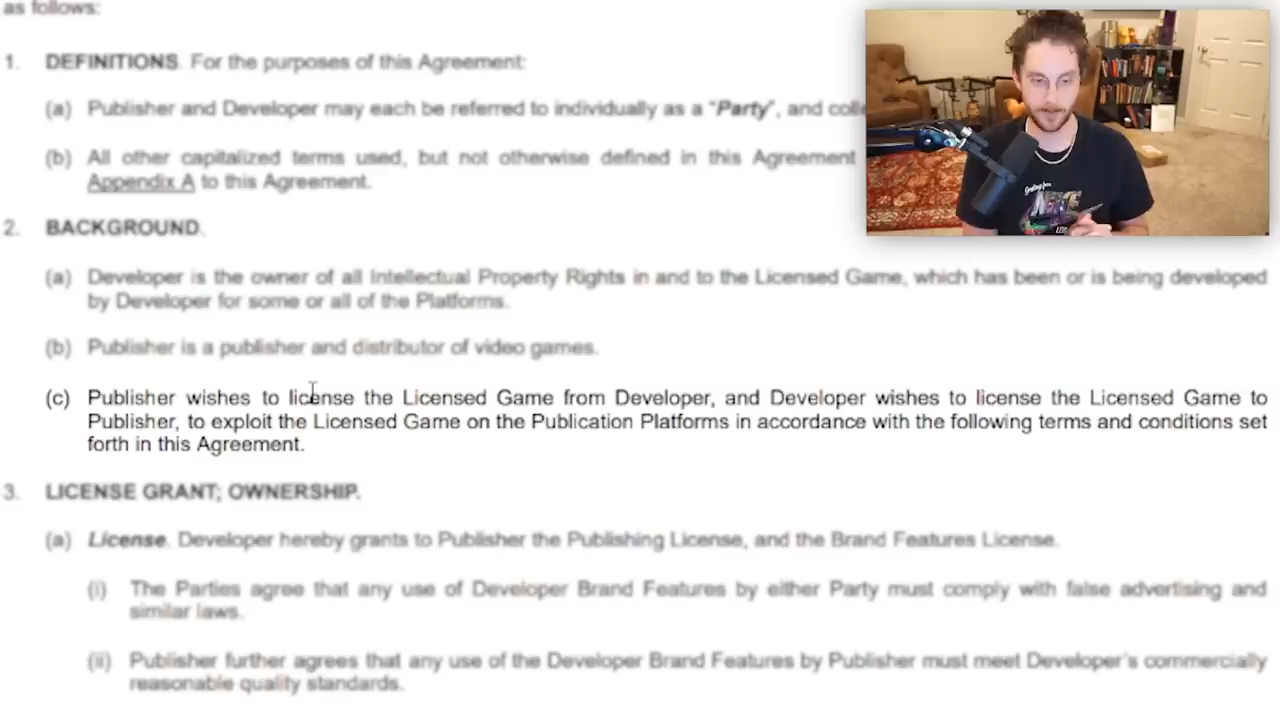 as follows:
1. DEFINITIONS. For the purposes of this Agreement:
(a) Publisher and Developer may each be referred to individually as a "Party", and
(b) All other capitalized terms used, but not otherwise defined in this Agreement
Appendix A to this Agreement.
2. BACKGROUND.
(a) Developer is the owner of all Intellectual Property Rights in and to the Licensed Game, which has been or is being developed
by Developer for some or all of the Platforms.
(b) Publisher is a publisher and distributor of video games.
(c) Publisher wishes to license the Licensed Game from Developer, and Developer wishes to license the Licensed Game to
Publisher, to exploit the Licensed Game on the Publication Platforms in accordance with the following terms and conditions set
forth in this Agreement.
3. LICENSE GRANT; OWNERSHIP.
(a) License. Developer hereby grants to Publisher the Publishing License, and the Brand Features License.
(i) The Parties agree that any use of Developer Brand Features by either Party must comply with false advertising and
similar laws.
(ii) Publisher further agrees that any use of the Developer Brand Features by Publisher must meet Developer's commercially
reasonable quality standards.